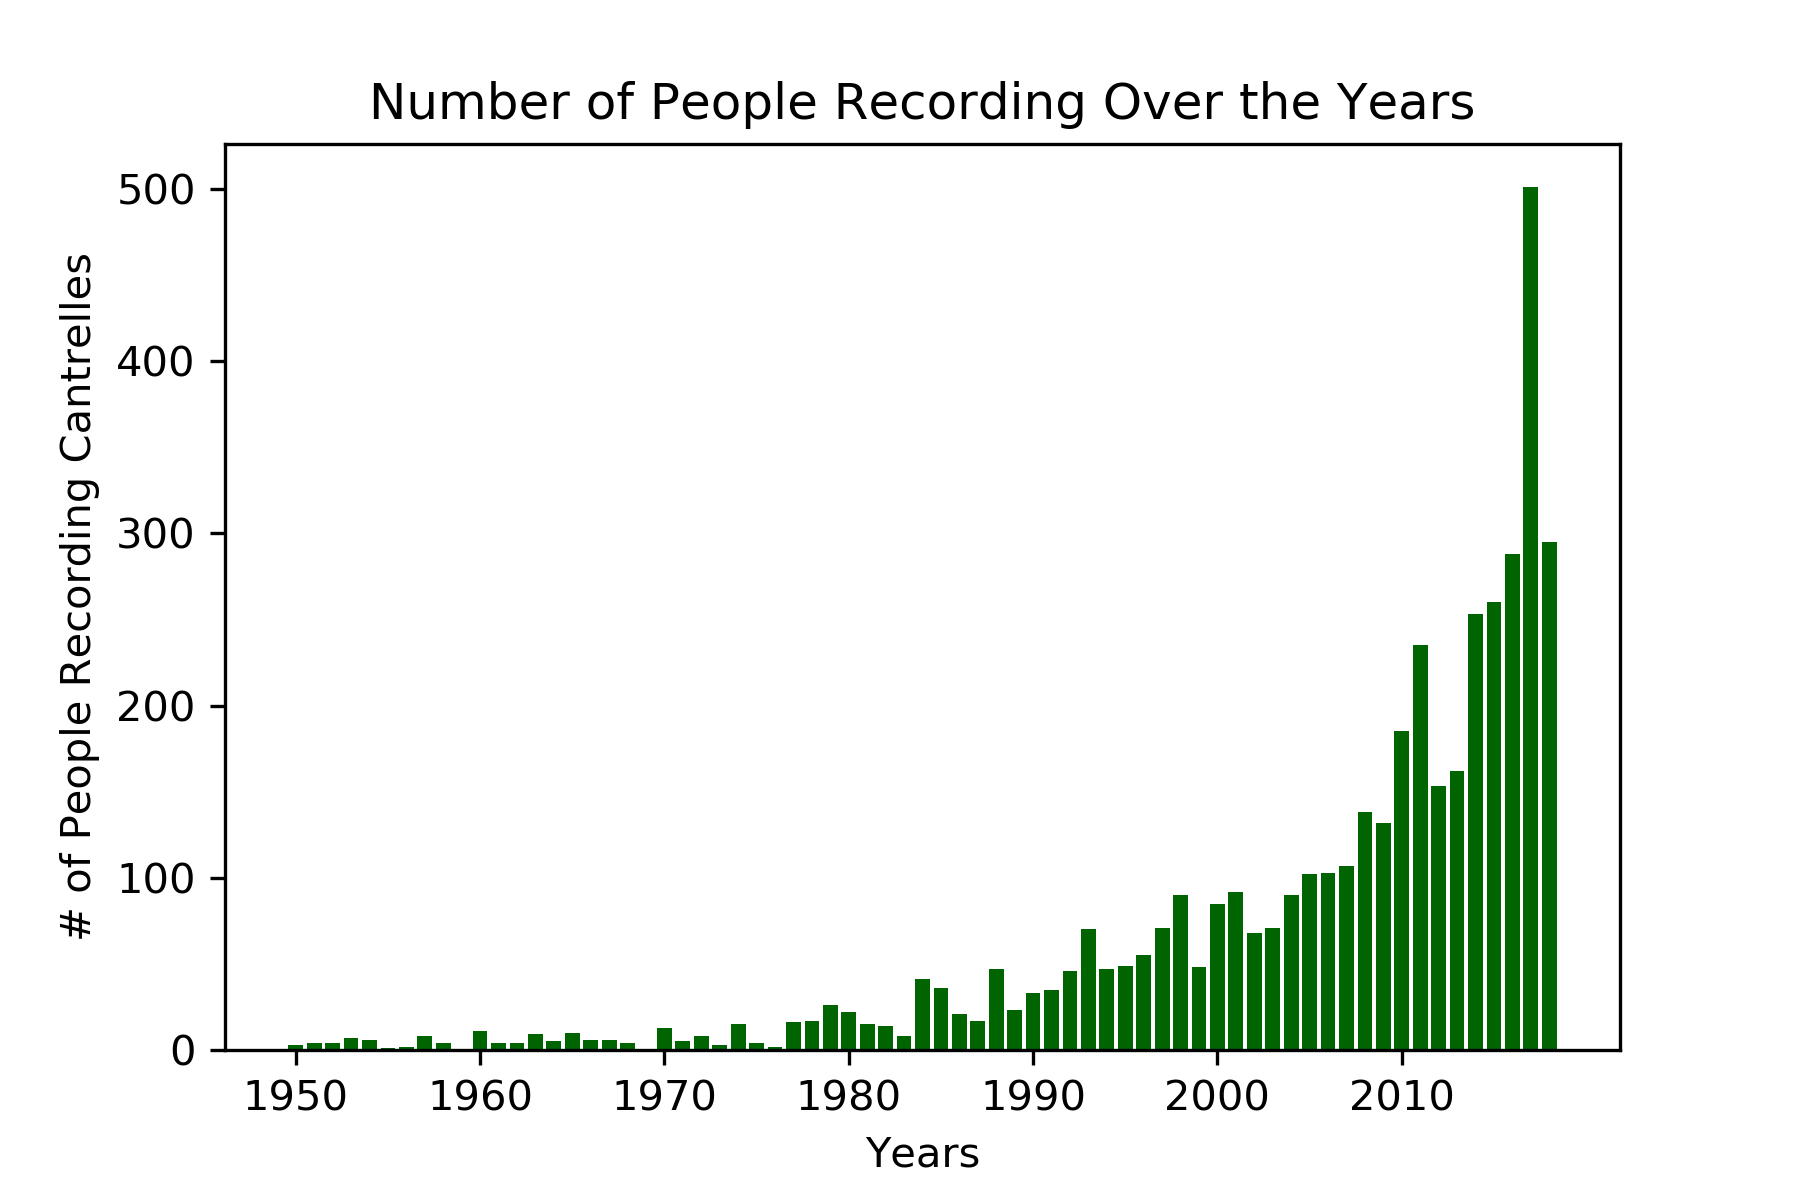 Number of People Recording Over the Years
# of People Recording Cantrelles
500
400
300
200
100
0
1950 1960 1970 1980 1990 2000 2010
Years